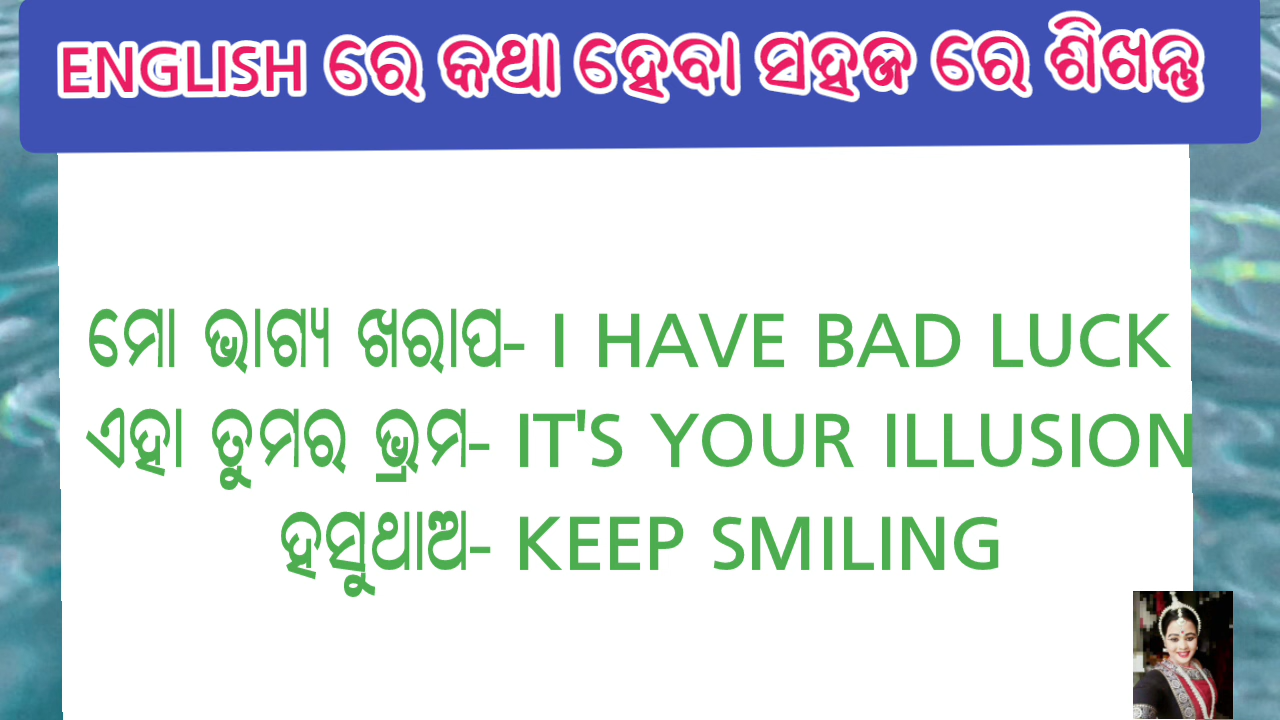 ENGLISH ରେ କଥା ହେବା ସହଜ ରେ ଶିଖନ୍ତୁ
ମୋ ଭାଗ୍ୟ ଖରାପ- I HAVE BAD LUCK
ଏହା ତୁମର ଭ୍ରମ- IT'S YOUR ILLUSION
ହସୁଥାଅ- KEEP SMILING